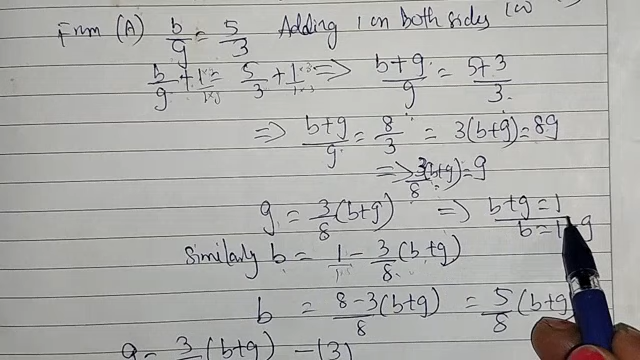 From (A) b/g = 5/3 Adding 1 on both sides
b/g + 1 = 5/3 + 1 ⇒ b+g/g = 5+3/3
⇒ b+g/g = 8/3 = 3(b+g)=8g
⇒ 3/8(b+g)=g
g = 3/8 (b+g) ⇒ b+g=1
b=1 g
Similarly b = 1 - 3/8 (b+g)
b = 8-3(b+g)/8 = 5/8 (b+g
g = 3/8 (b+g) - (3)